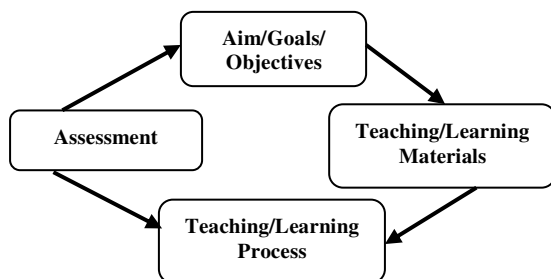 Aim/Goals/
Objectives
Assessment
Teaching/Learning
Materials
Teaching/Learning
Process